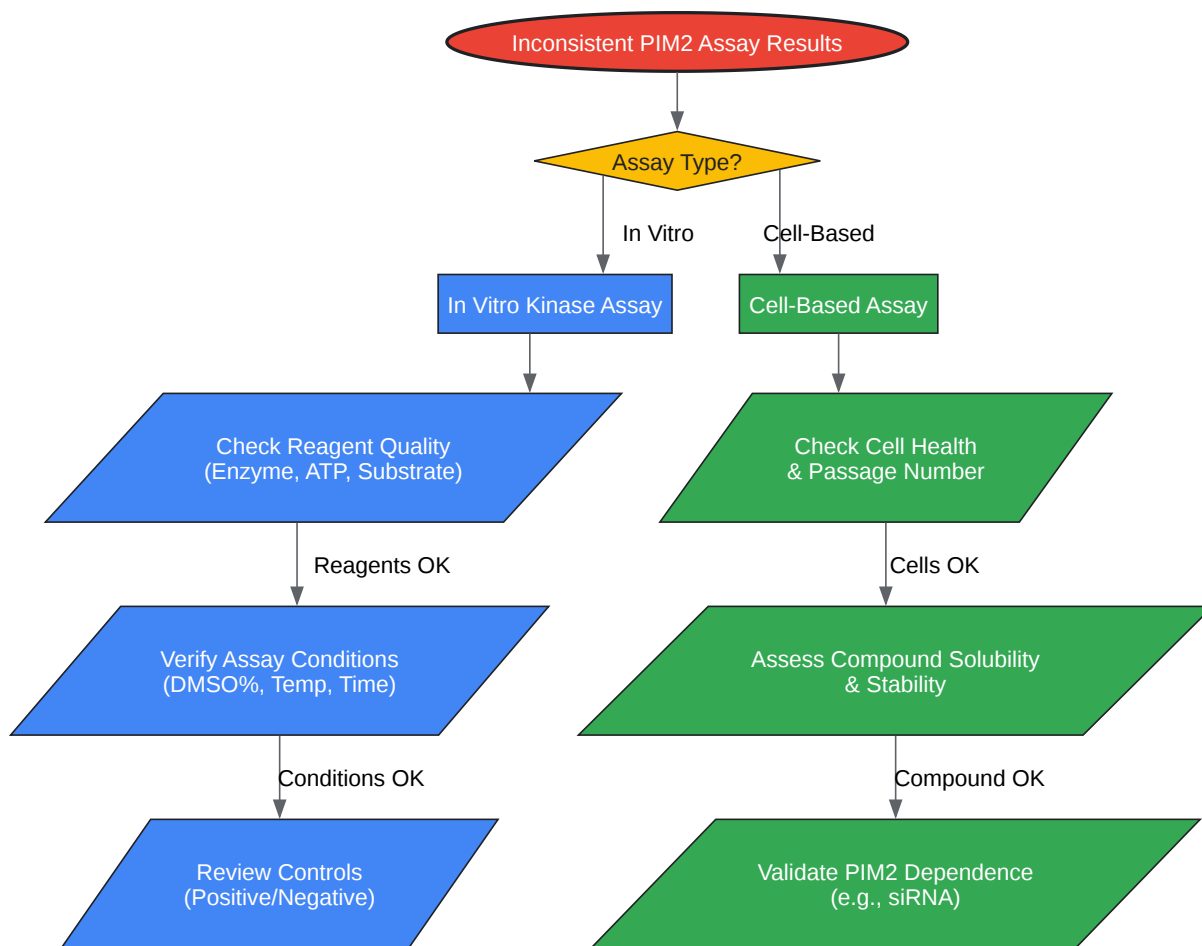 Inconsistent PIM2 Assay Results
Assay Type?
In Vitro
Cell-Based
In Vitro Kinase Assay
Cell-Based Assay
Check Reagent Quality
(Enzyme, ATP, Substrate)
Check Cell Health
& Passage Number
Reagents OK
Cells OK
Verify Assay Conditions
(DMSO%, Temp, Time)
Assess Compound Solubility
& Stability
Conditions OK
Compound OK
Review Controls
(Positive/Negative)
Validate PIM2 Dependence
(e.g., siRNA)